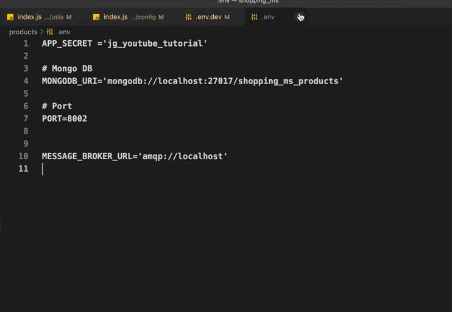 .env — shopping_ms
index.js .../utils M index.js .../config M .env.dev M .env
products > .env
1 APP_SECRET ='jg_youtube_tutorial'
2
3 # Mongo DB
4 MONGODB_URI='mongodb://localhost:27017/shopping_ms_products'
5
6 # Port
7 PORT=8002
8
9
10 MESSAGE_BROKER_URL='amqp://localhost'
11